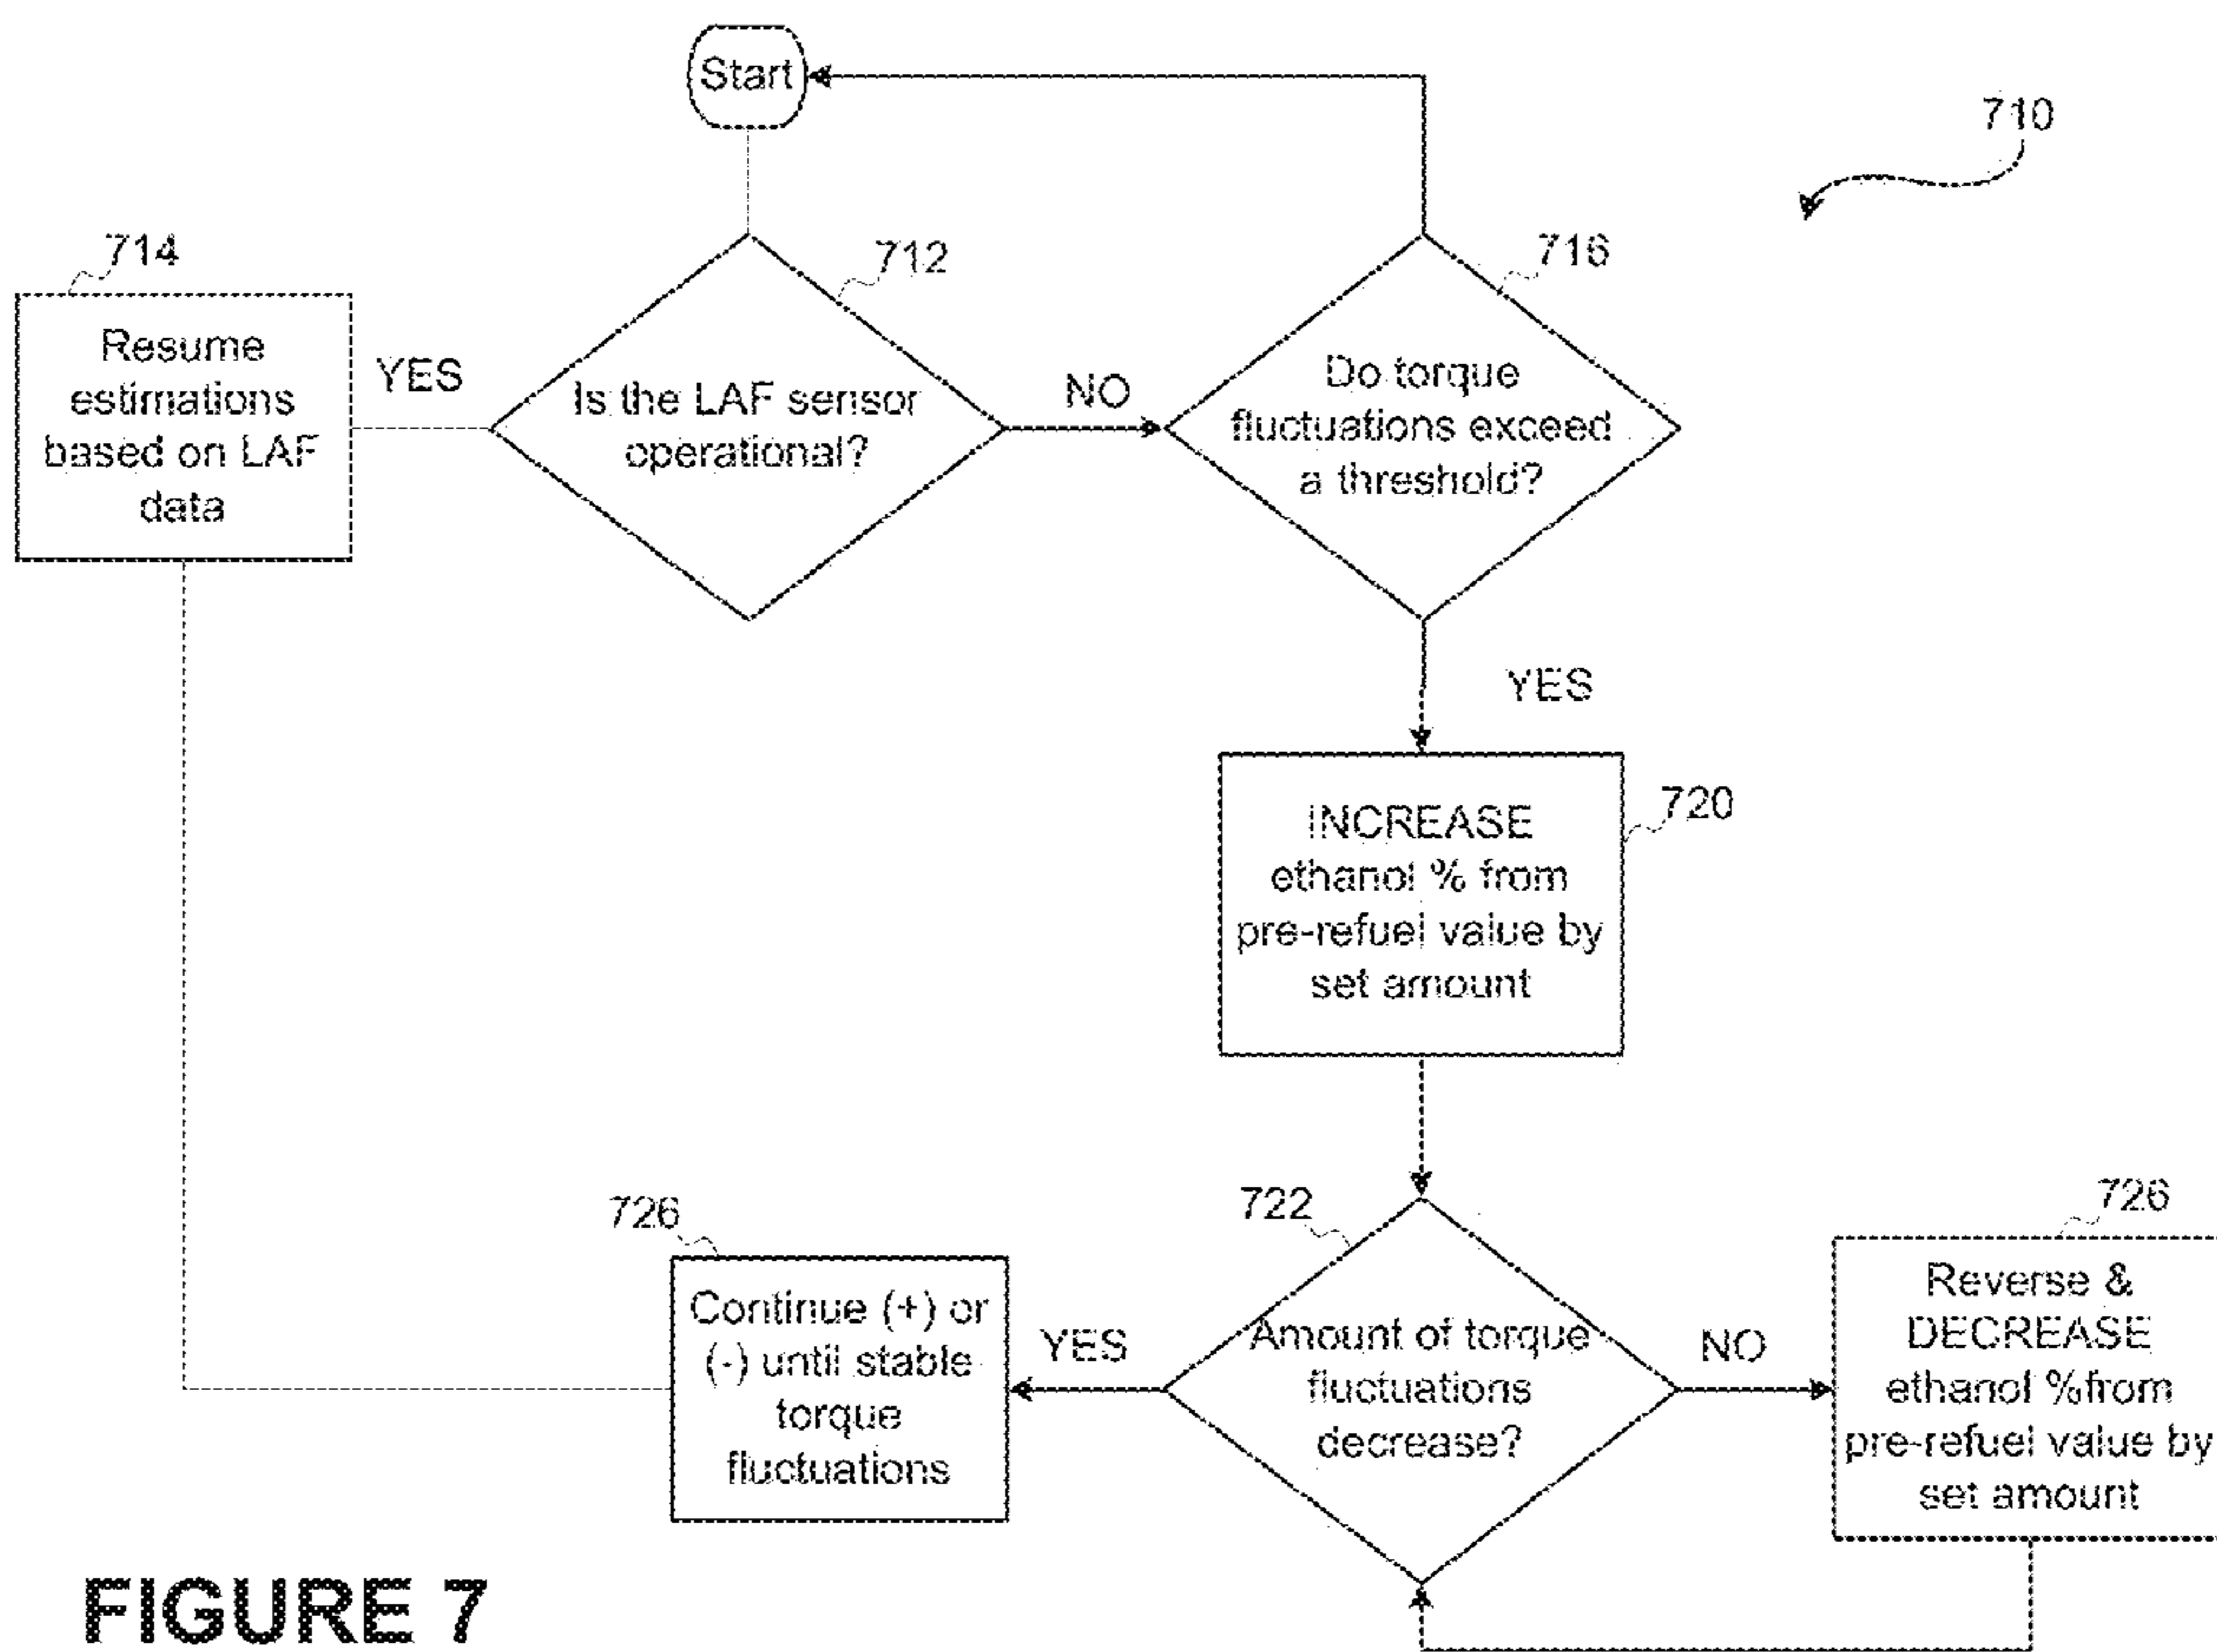 Start
710
714
712
716
Resume
estimations
based on LAF
data
YES
Is the LAF sensor
operational?
NO
Do torque
fluctuations exceed
a threshold?
YES
720
INCREASE
ethanol % from
pre-refuel value by
set amount
726
722
726
Continue (+) or
(-) until stable
torque
fluctuations
YES
Amount of torque
fluctuations
decrease?
NO
Reverse &
DECREASE
ethanol %from
pre-refuel value by
set amount
FIGURE 7